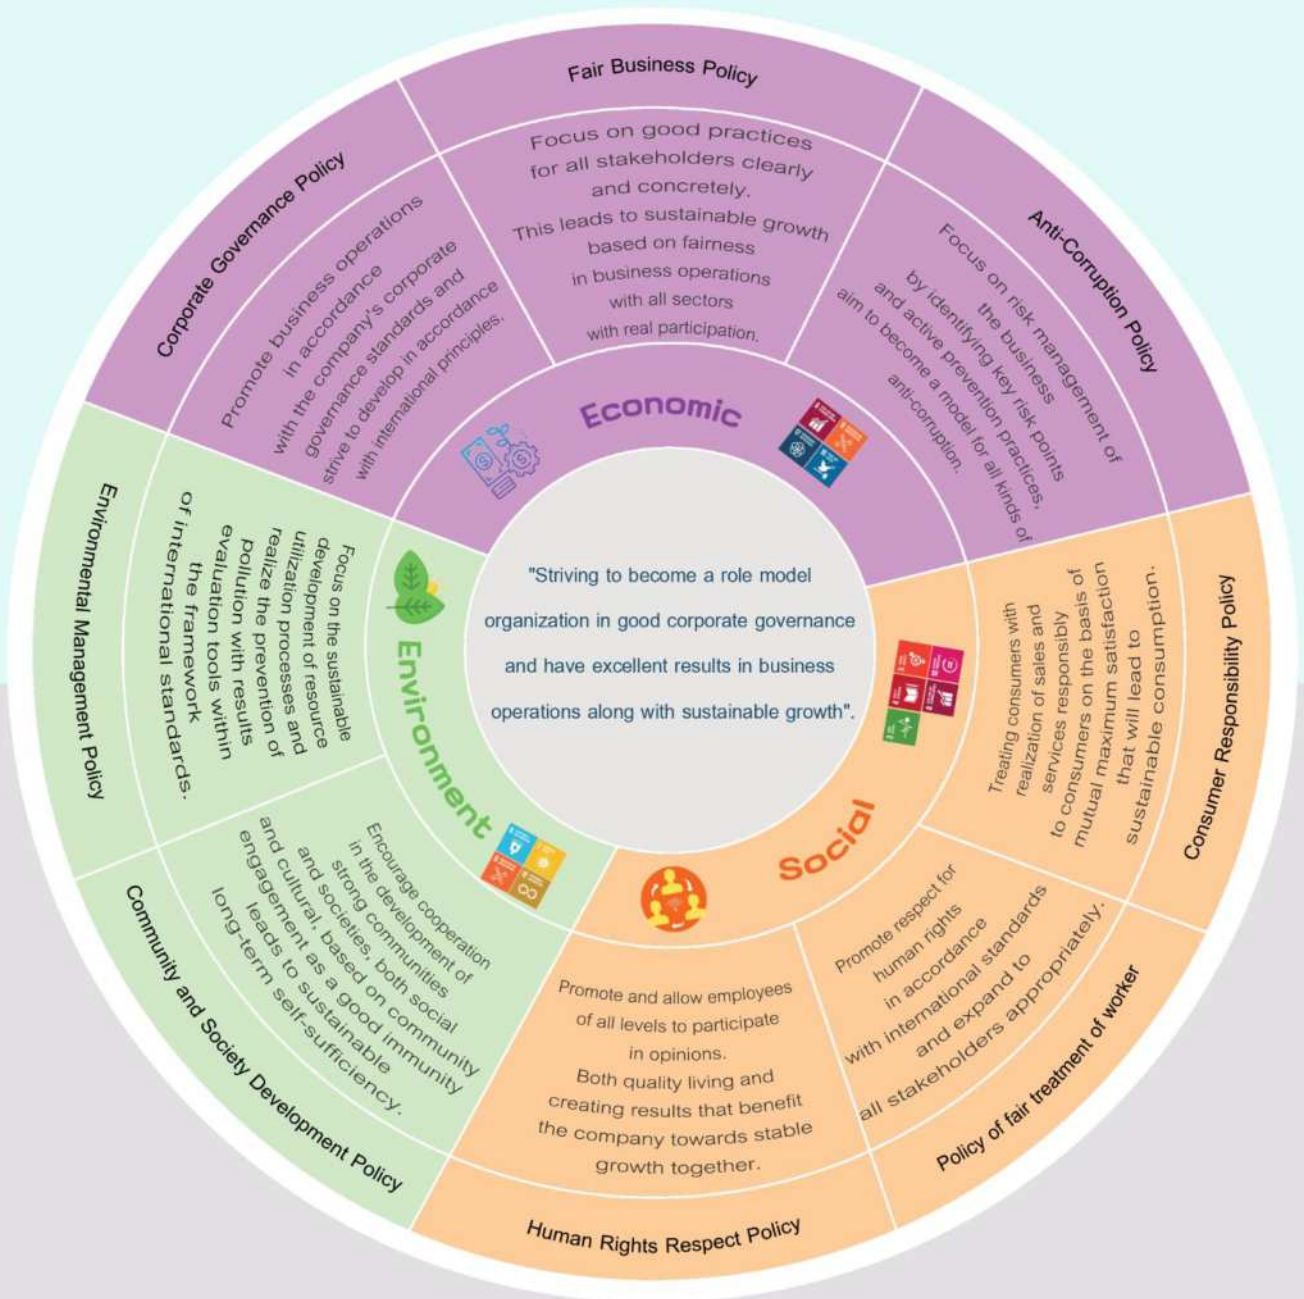 Fair Business Policy
Focus on good practices
for all stakeholders clearly
and concretely.
This leads to sustainable growth
based on fairness
in business operations
with all sectors
with real participation.
Anti-Corruption Policy
Focus on risk management of
the business
by identifying key risk points
and active prevention practices,
aim to become a model for all kinds of
anti-corruption.
Consumer Responsibility Policy
Treating consumers with
realization of sales and
services responsibly
to consumers on the basis of
mutual maximum satisfaction
that will lead to
sustainable consumption.
Policy of fair treatment of worker
Promote respect for
human rights
in accordance
with international standards
and expand to
all stakeholders appropriately.
Human Rights Respect Policy
Promote and allow employees
of all levels to participate
in opinions.
Both quality living and
creating results that benefit
the company towards stable
growth together.
Community and Society Development Policy
Encourage cooperation
in the development of
strong communities
and societies, both social
and cultural, based on community
engagement as a good immunity
leads to sustainable
long-term self-sufficiency.
Environmental Management Policy
Focus on the sustainable
development of resource
utilization processes and
realize the prevention of
pollution with results
evaluation tools within
the framework
of international standards.
Corporate Governance Policy
Promote business operations
in accordance
with the company's corporate
governance standards and
strive to develop in accordance
with international principles.
Economic
Social
Environment
"Striving to become a role model
organization in good corporate governance
and have excellent results in business
operations along with sustainable growth".